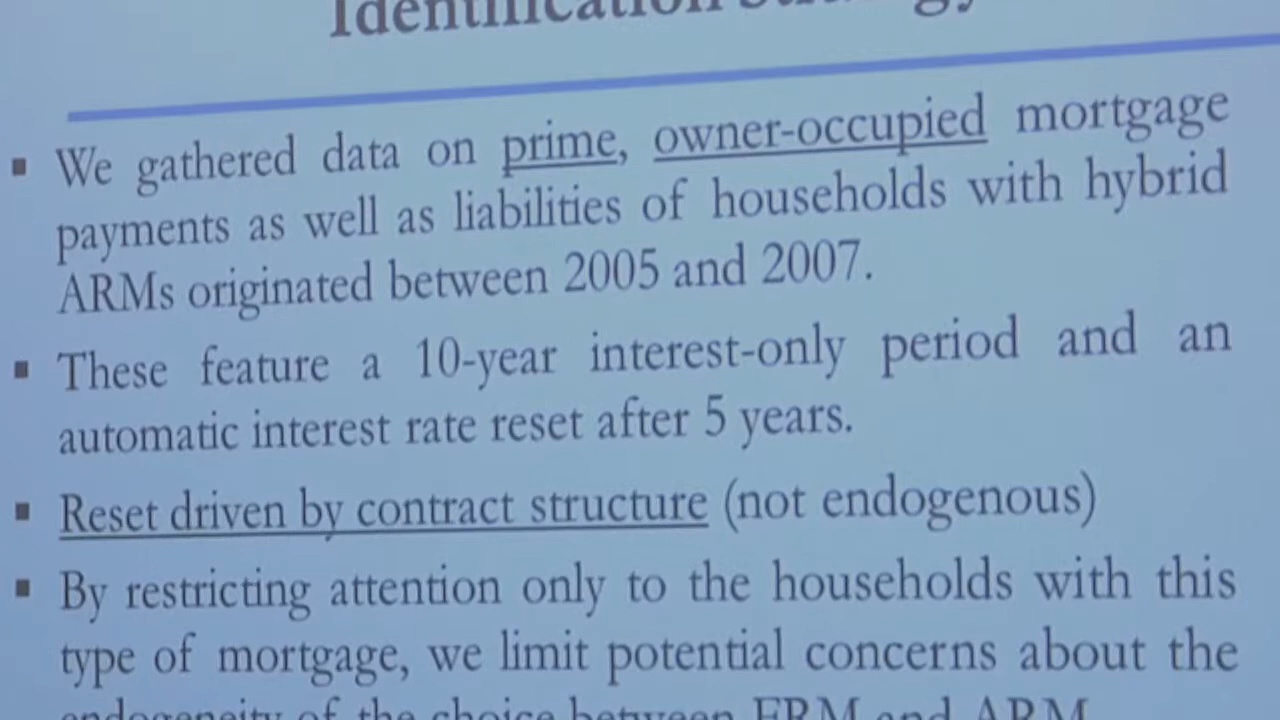 Identification Strategy
We gathered data on prime, owner-occupied mortgage
payments as well as liabilities of households with hybrid
ARMs originated between 2005 and 2007.
These feature a 10-year interest-only period and an
automatic interest rate reset after 5 years.
Reset driven by contract structure (not endogenous)
By restricting attention only to the households with this
type of mortgage, we limit potential concerns about the
endogeneity of the choice between FRM and ARM